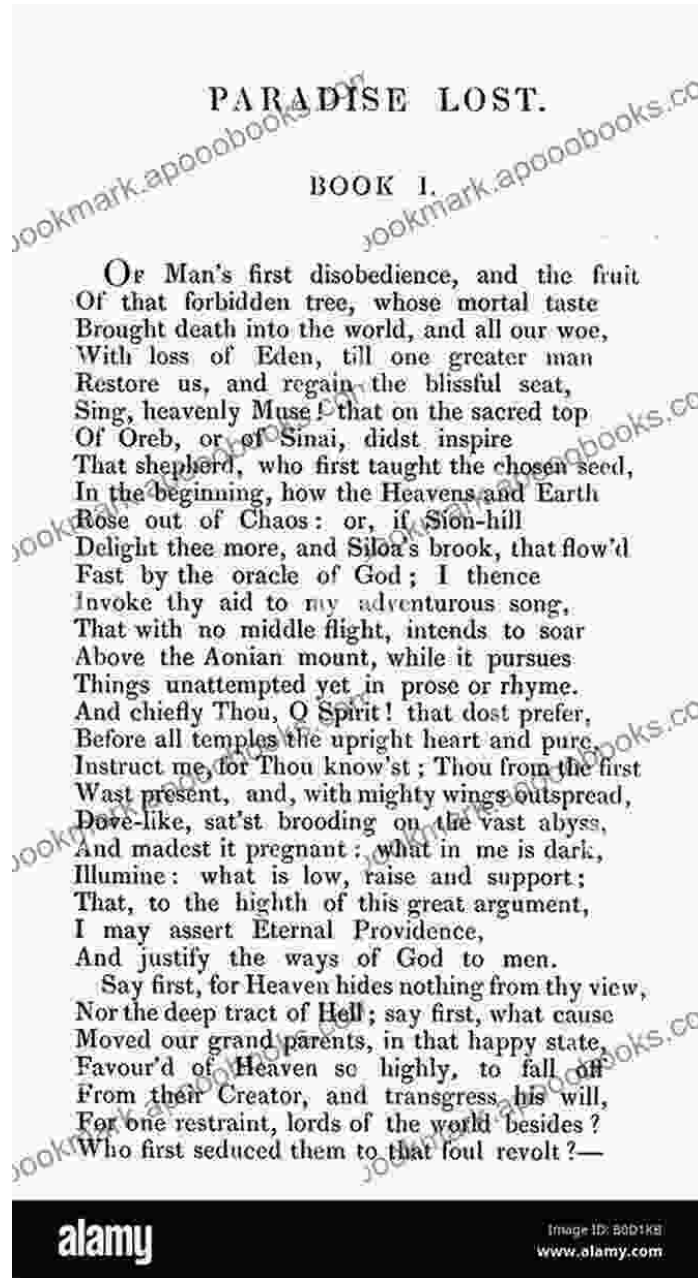 PARADISE LOST.
BOOK I.
OF Man's first disobedience, and the fruit
Of that forbidden tree, whose mortal taste
Brought death into the world, and all our woe,
With loss of Eden, till one greater man
Restore us, and regain the blissful seat,
Sing, heavenly Muse! that on the sacred top
Of Oreb, or of Sinai, didst inspire
That shepherd, who first taught the chosen seed,
In the beginning, how the Heavens and Earth
Rose out of Chaos: or, if Sion-hill
Delight thee more, and Siloa's brook, that flow'd
Fast by the oracle of God; I thence
Invoke thy aid to my adventurous song,
That with no middle flight, intends to soar
Above the Aonian mount, while it pursues
Things unattempted yet in prose or rhyme.
And chiefly Thou, O Spirit! that dost prefer,
Before all temples the upright heart and pure,
Instruct me, for Thou know'st; Thou from the first
Wast present, and, with mighty wings outspread,
Dove-like, sat'st brooding on the vast abyss,
And madest it pregnant: what in me is dark,
Illumine: what is low, raise and support;
That, to the highth of this great argument,
I may assert Eternal Providence,
And justify the ways of God to men.
Say first, for Heaven hides nothing from thy view,
Nor the deep tract of Hell; say first, what cause
Moved our grand parents, in that happy state,
Favour'd of Heaven so highly, to fall off
From their Creator, and transgress his will,
For one restraint, lords of the world besides?
Who first seduced them to that foul revolt?—
bookmark.apooobooks.com
alamy
Image ID: B0D1KB
www.alamy.com